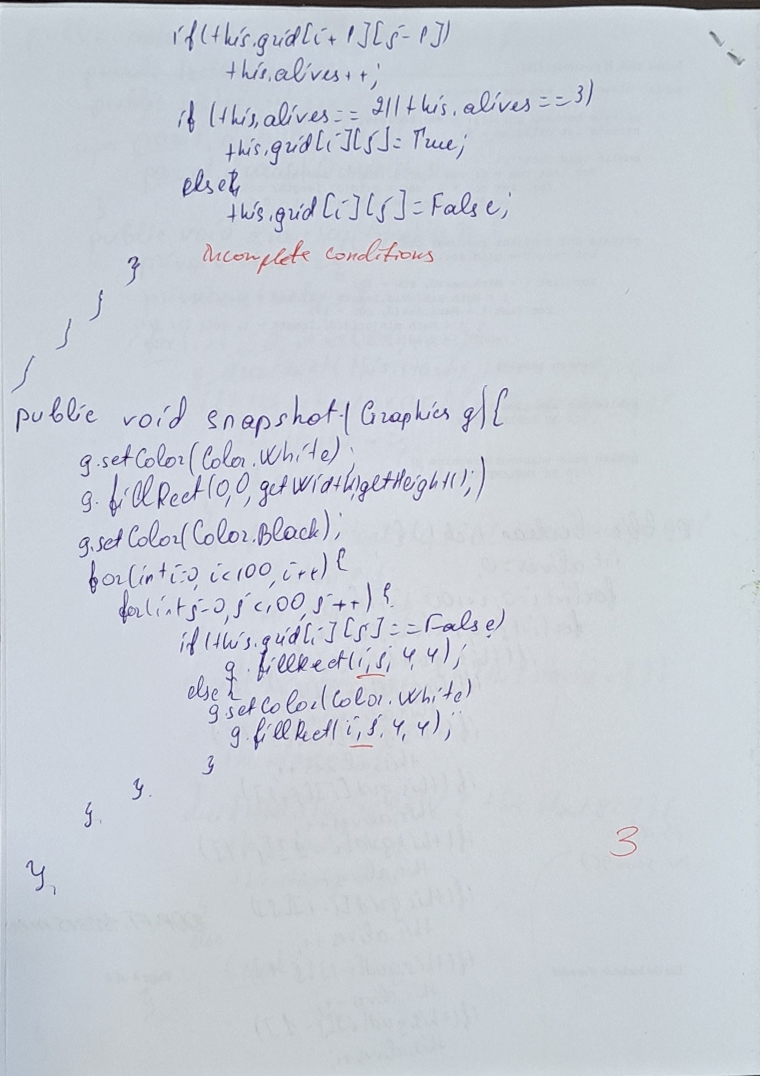 if(this.grid[i+1][j-1])
this.alives++;
if (this.alives== 2||this.alives==3)
this.grid[i][j]=True;
else{
this.grid[i][j]=False;
}
incomplete conditions
}
}
}
public void snapshot(Graphics g){
g.setColor(Color.White);
g.fillRect(0,0,getWidth,getHeight();)
g.setColor(Color.Black);
for(int i=0, i<100, i++){
for(int j=0, j<100, j++){
if(this.grid[i][j]==False)
g.fillRect(i,j,4,4);
else{
g.setColor(Color.White)
g.fillRect(i,j,4,4);
}
}.
}.
3
}.